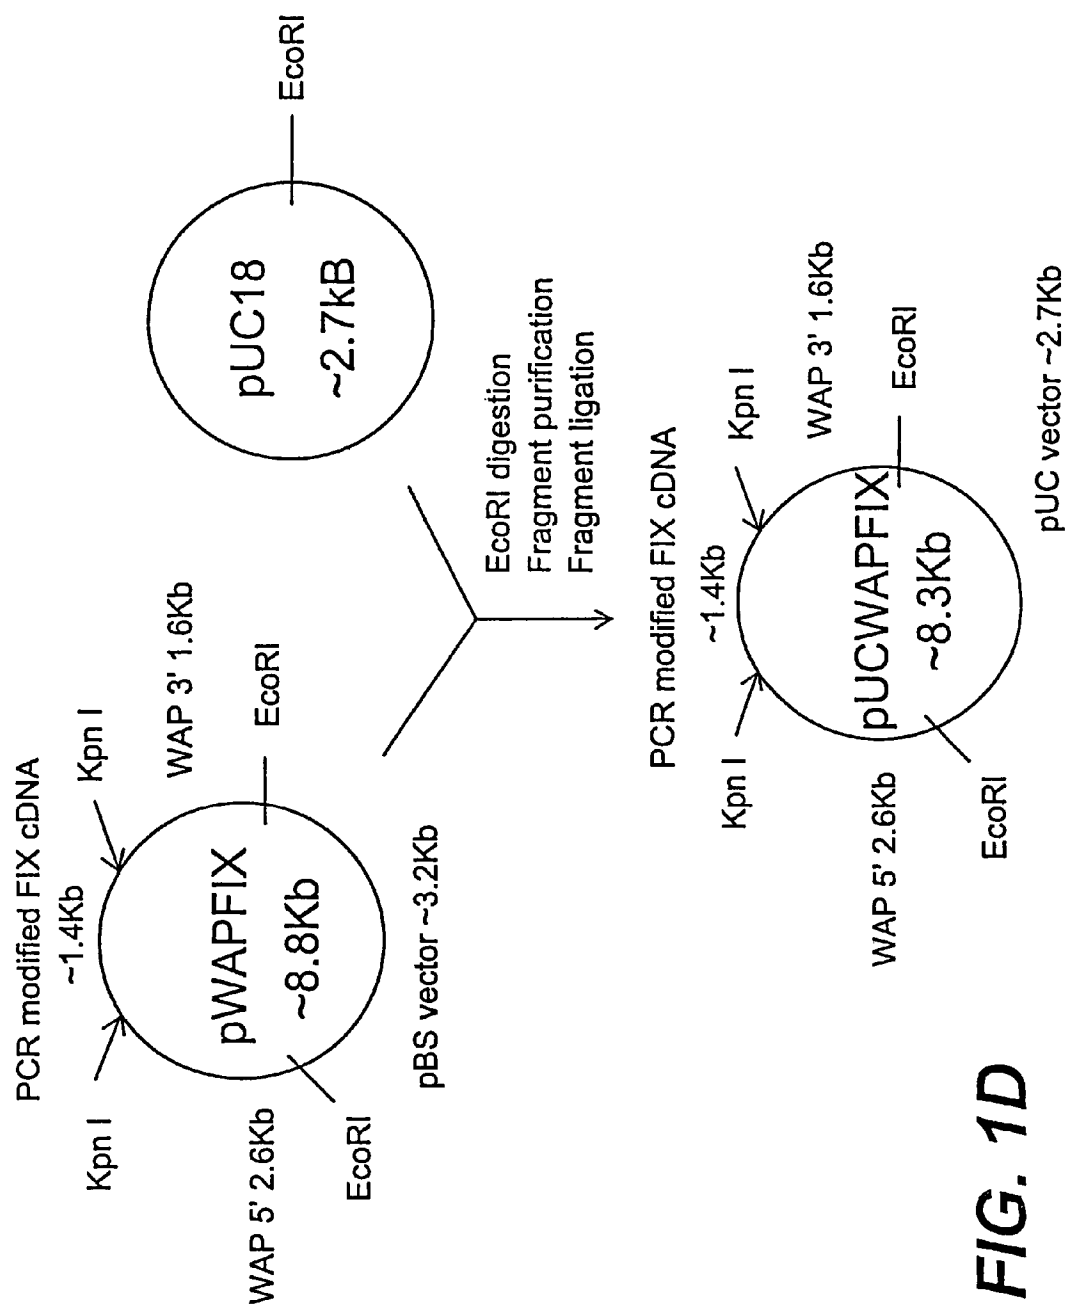 PCR modified FIX cDNA
~1.4Kb
Kpn I
Kpn I
WAP 5' 2.6Kb
WAP 3' 1.6Kb
pWAPFIX
~8.8Kb
EcoRI
EcoRI
pBS vector ~3.2Kb
pUC18
~2.7kB
EcoRI
EcoRI digestion
Fragment purification
Fragment ligation
PCR modified FIX cDNA
~1.4Kb
Kpn I
Kpn I
WAP 5' 2.6Kb
WAP 3' 1.6Kb
pUCWAPFIX
~8.3Kb
EcoRI
EcoRI
pUC vector ~2.7Kb
FIG. 1D